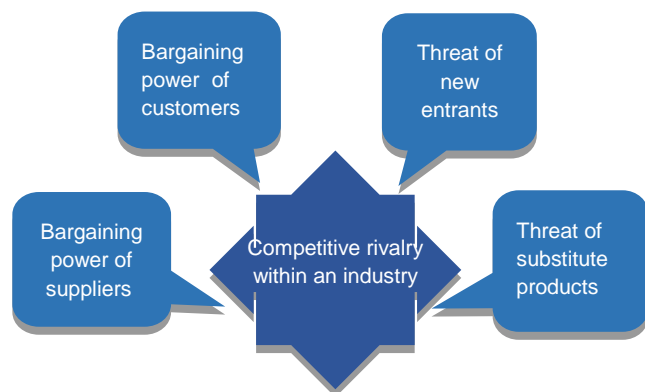 Bargaining
power of
customers
Threat of
new
entrants
Bargaining
power of
suppliers
Competitive rivalry
within an industry
Threat of
substitute
products